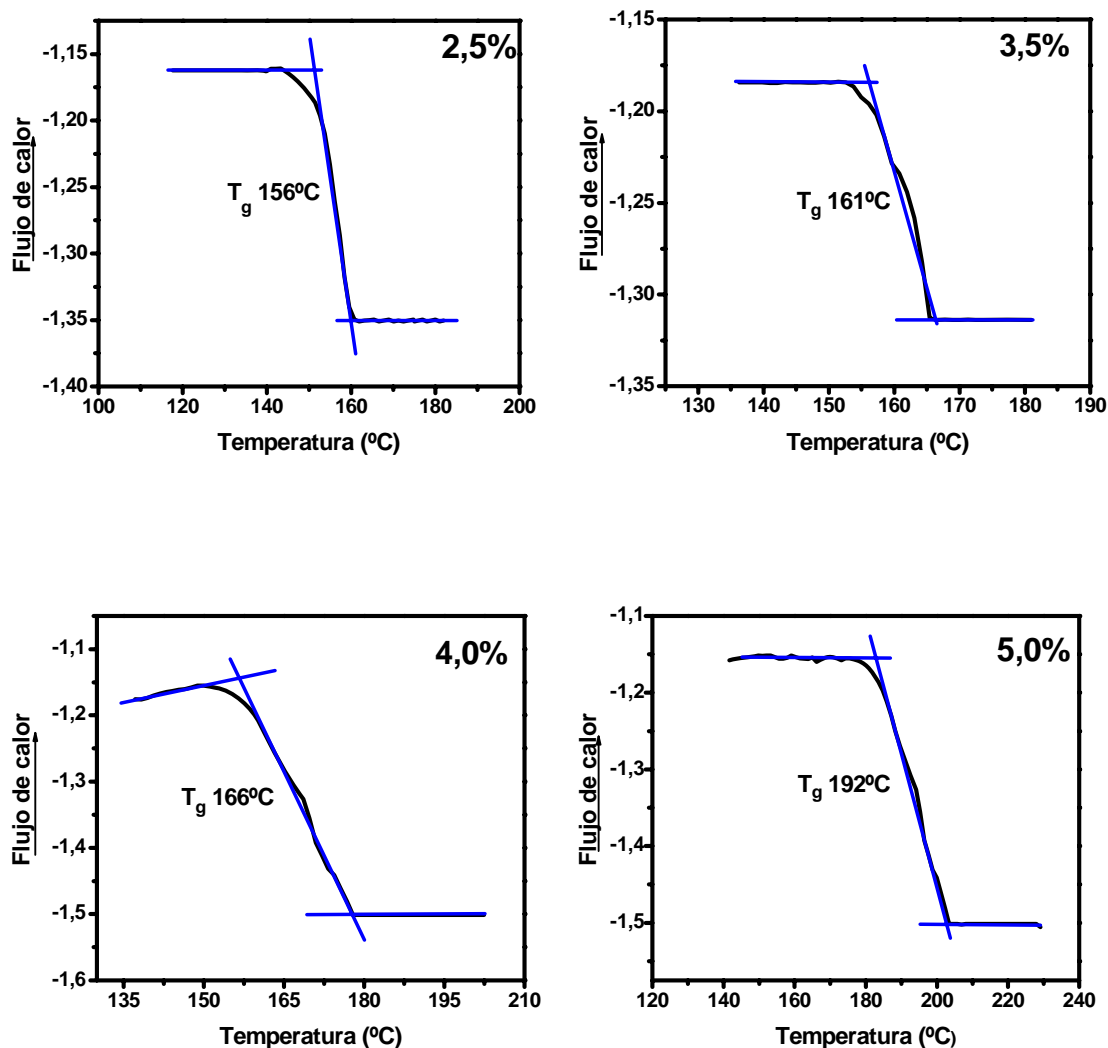 2,5%
Flujo de calor
-1,15
-1,20
-1,25
-1,30
-1,35
-1,40
T_g 156ºC
100 120 140 160 180 200
Temperatura (ºC)
3,5%
Flujo de calor
-1,15
-1,20
-1,25
-1,30
-1,35
T_g 161ºC
130 140 150 160 170 180 190
Temperatura (ºC)
4,0%
Flujo de calor
-1,1
-1,2
-1,3
-1,4
-1,5
-1,6
T_g 166ºC
135 150 165 180 195 210
Temperatura (ºC)
5,0%
Flujo de calor
-1,1
-1,2
-1,3
-1,4
-1,5
T_g 192ºC
120 140 160 180 200 220 240
Temperatura (ºC)